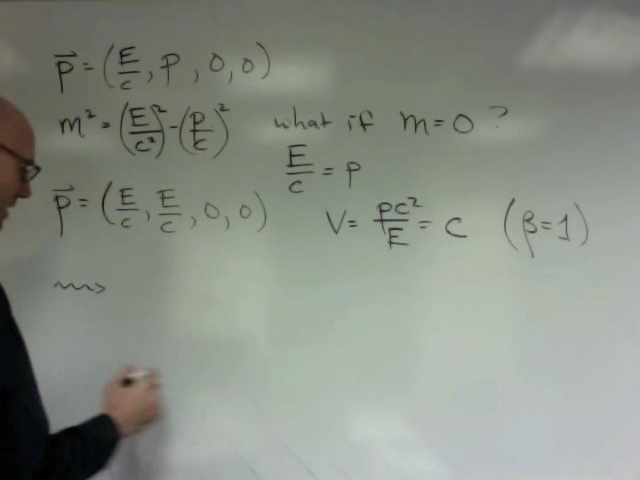 p⃗ = (E/c, p, 0, 0)
m² = (E/c²)² - (p/c)² what if m=0 ?
E/c = p
p⃗ = (E/c, E/c, 0, 0) V = pc²/E = c (β=1)